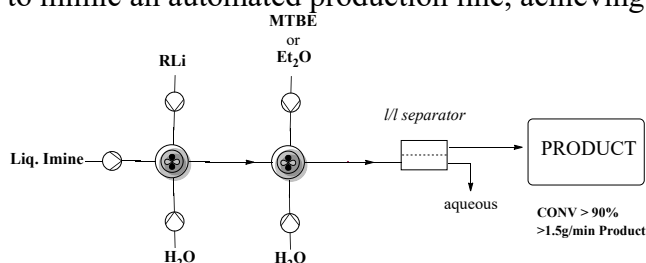 to mimic an automated production line, achieving
MTBE
or
Et2O
RLi
l/l separator
Liq. Imine
PRODUCT
aqueous
CONV > 90%
>1.5g/min Product
H2O
H2O